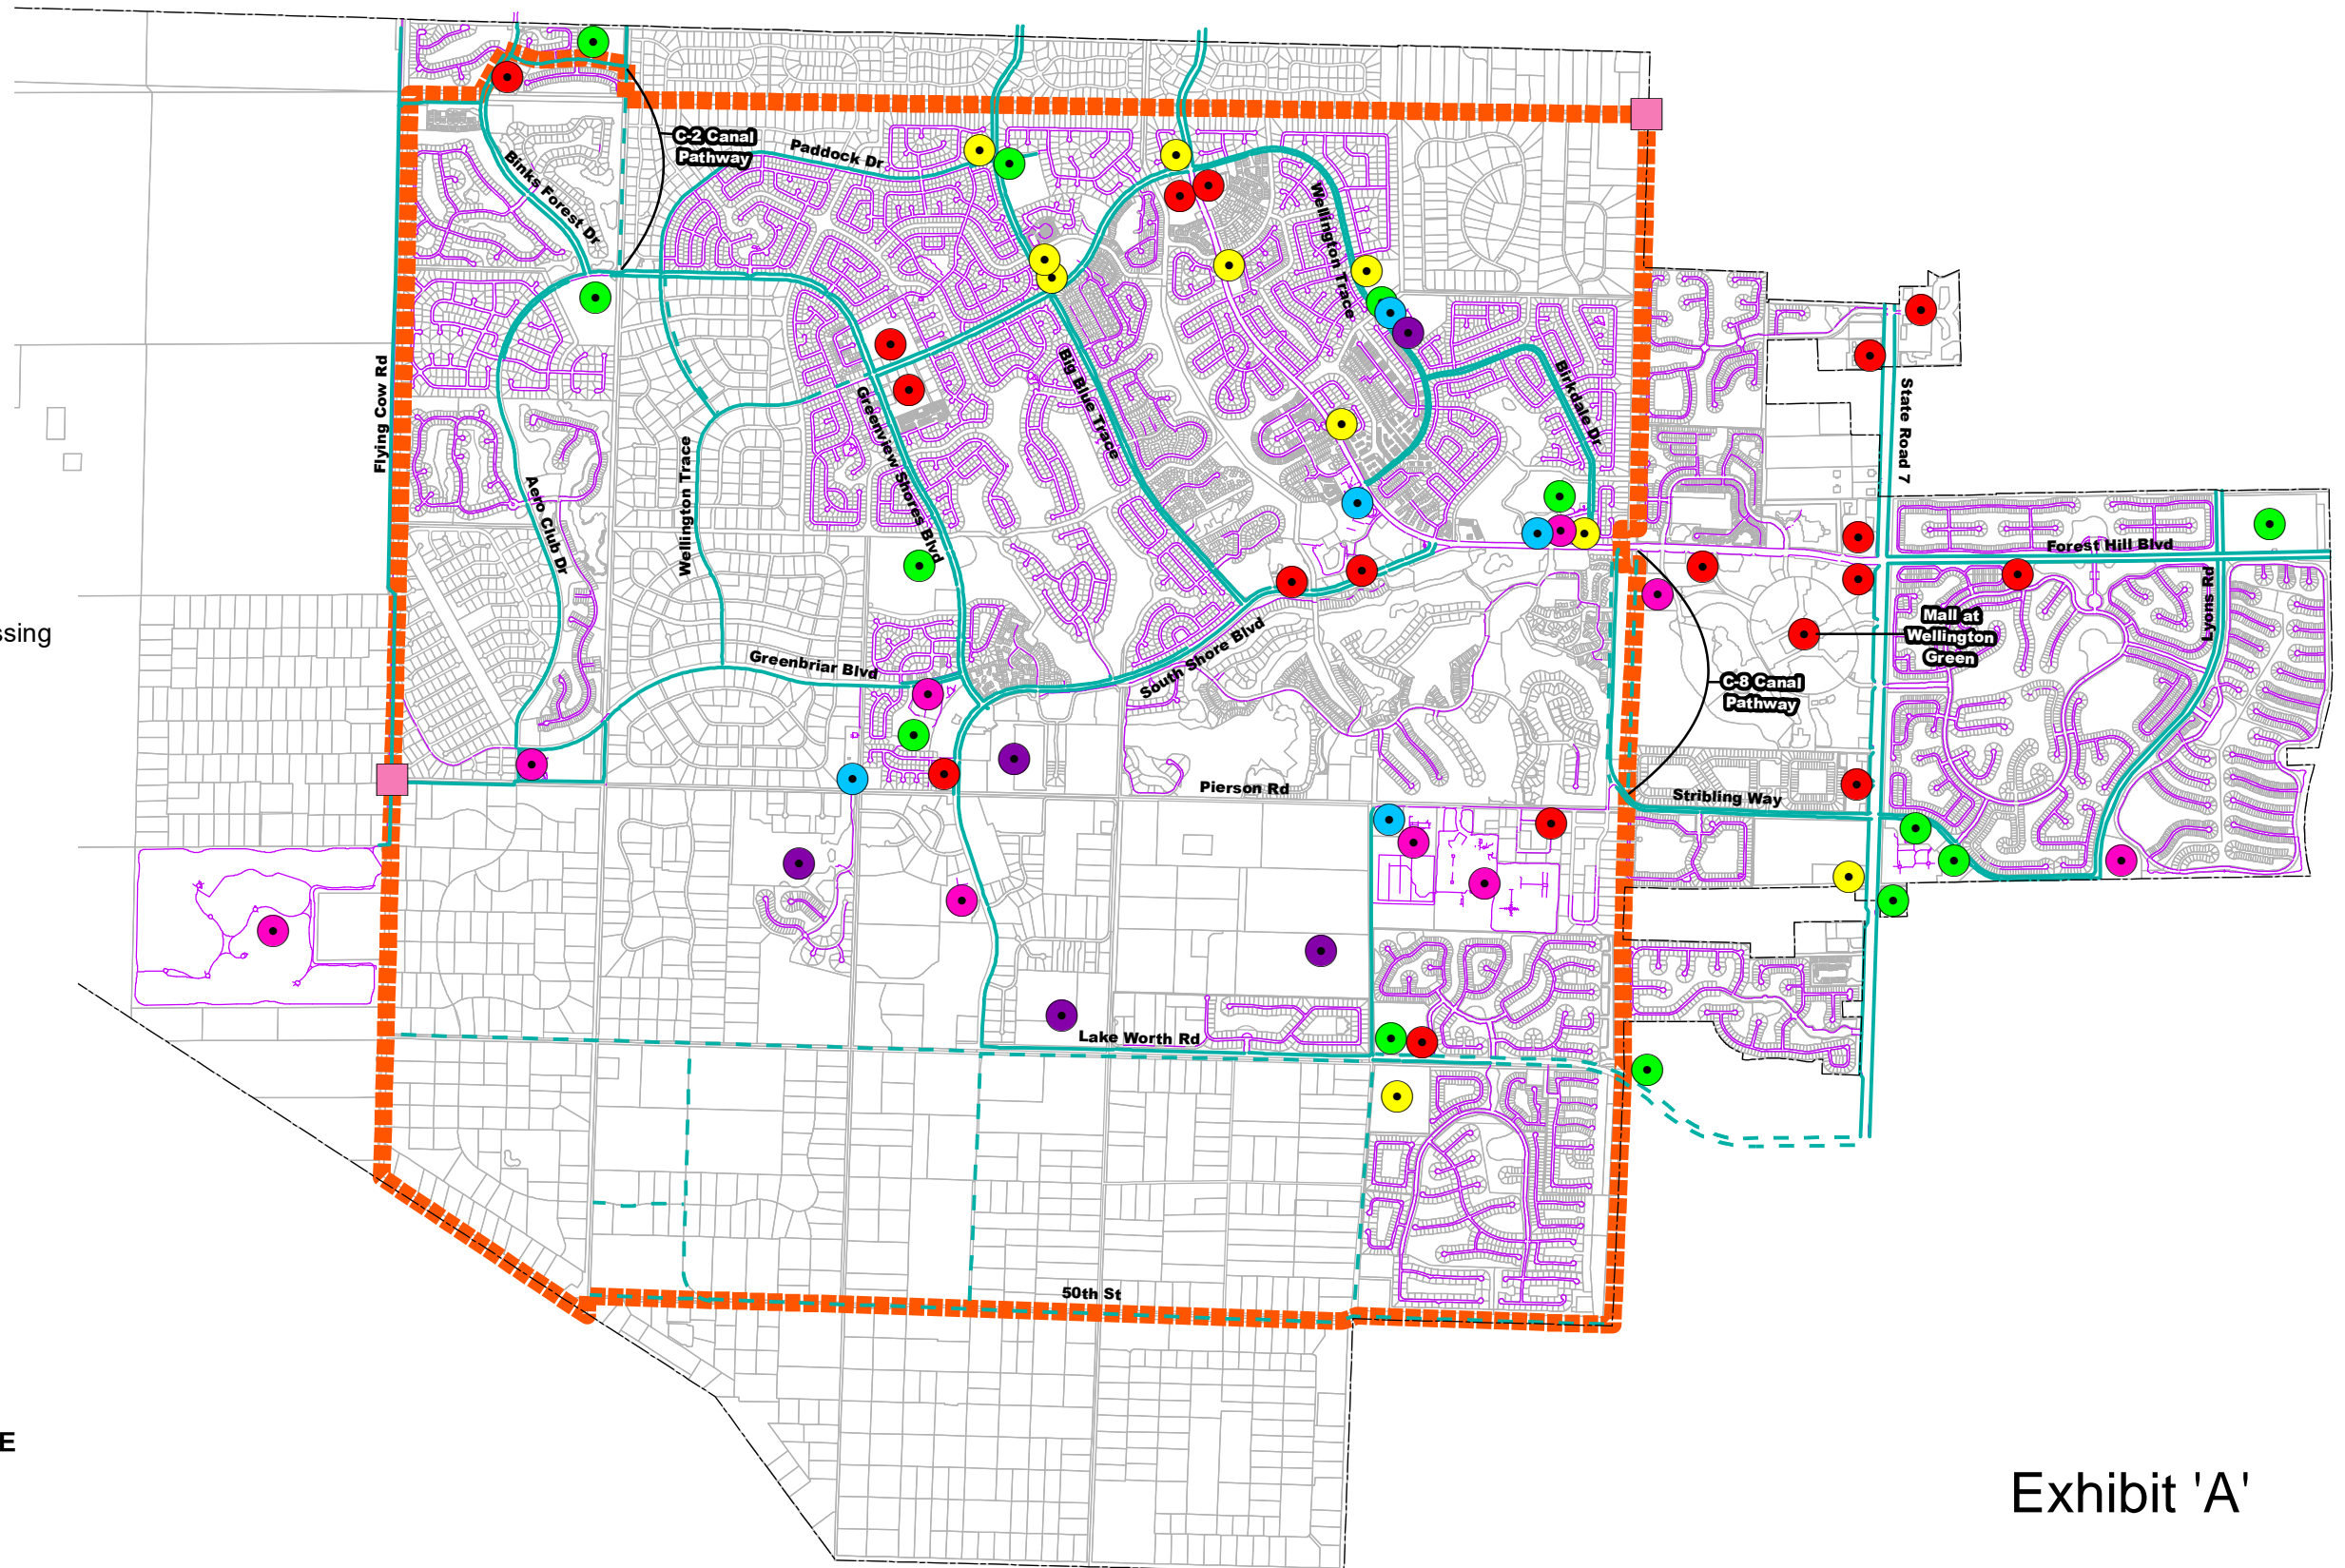 C-2 Canal
Pathway
Paddock Dr
Binks Forest Dr
Wellington Trace
Flying Cow Rd
Big Blue Trace
Birkdale Dr
State Road 7
Greenview Shores Blvd
Wellington Trace
Aero Club Dr
Forest Hill Blvd
Lyons Rd
Mall at
Wellington
Green
ssing
South Shore Blvd
Greenbriar Blvd
C-8 Canal
Pathway
Pierson Rd
Stribling Way
Lake Worth Rd
50th St
E
Exhibit 'A'